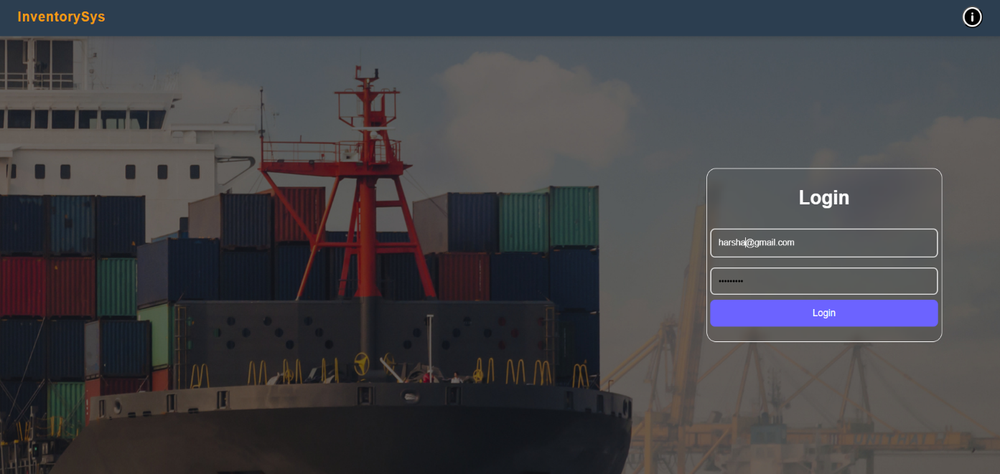 InventorySys
Login
harsha@gmail.com
•••••••••
Login